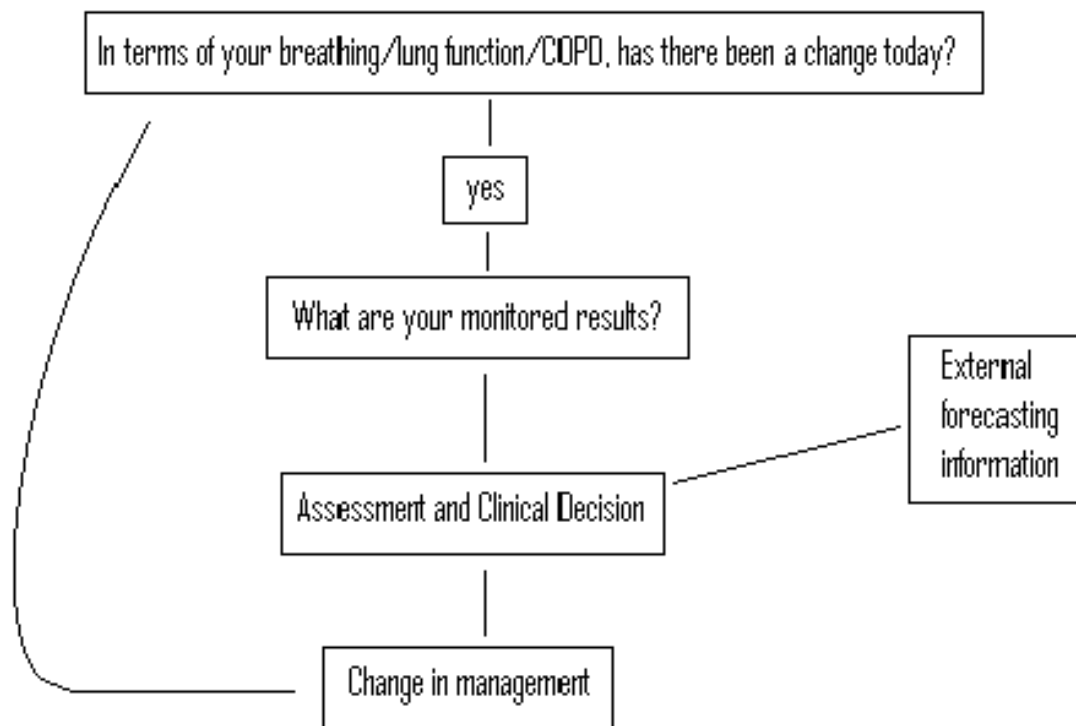 In terms of your breathing/lung function/COPD, has there been a change today?
yes
What are your monitored results?
External
forecasting
information
Assessment and Clinical Decision
Change in management